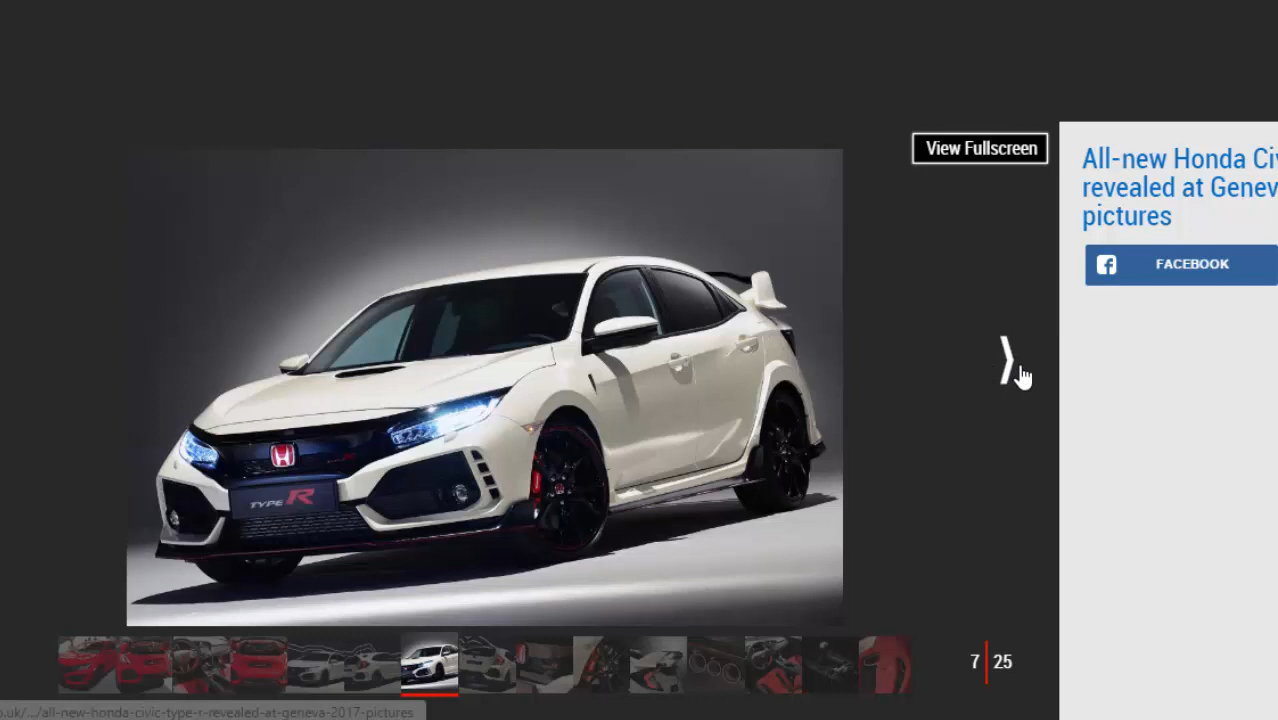 View Fullscreen
All-new Honda Civ
revealed at Genev
pictures
FACEBOOK
TYPE R
7 25
o.uk/.../all-new-honda-civic-type-r-revealed-at-geneva-2017-pictures